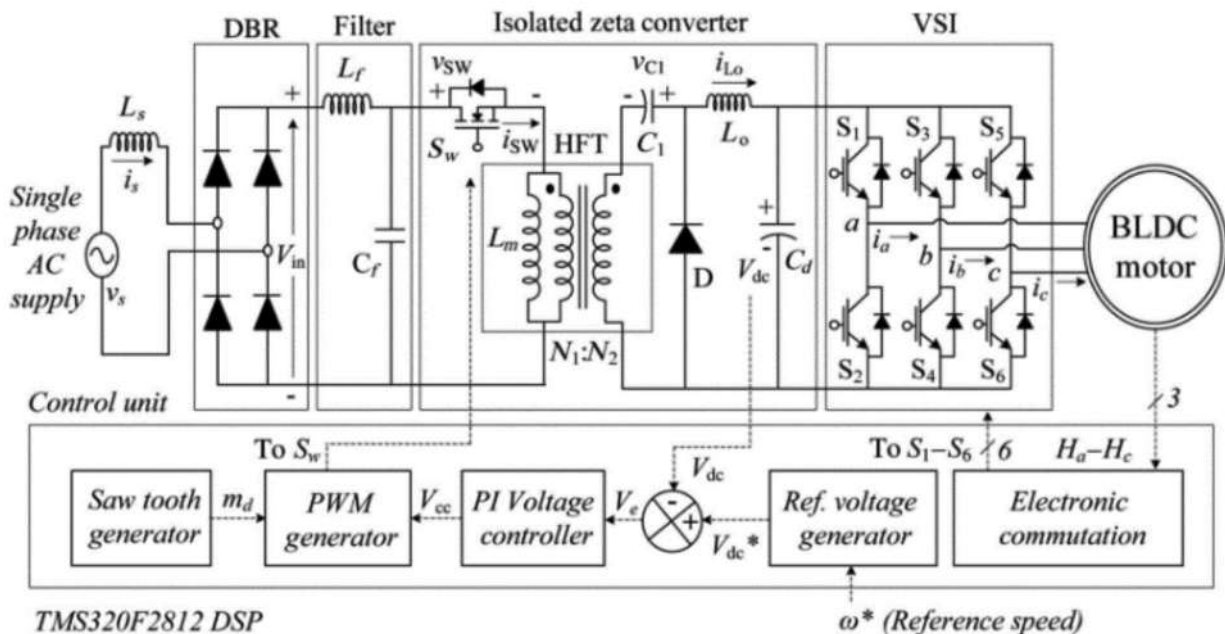 DBR
Filter
Isolated zeta converter
VSI
L_s
i_s
Single
phase
AC
supply
v_s
+
V_in
-
L_f
C_f
v_SW
+
-
S_w
i_SW
HFT
L_m
N_1:N_2
v_C1
-
+
C_1
i_Lo
L_o
D
+
-
V_dc
C_d
S_1
S_3
S_5
a
i_a
b
i_b
c
i_c
S_2
S_4
S_6
BLDC
motor
3
Control unit
To S_w
V_dc
To S_1–S_6
6
H_a–H_c
Saw tooth
generator
m_d
PWM
generator
V_cc
PI Voltage
controller
V_e
-
+
V_dc*
Ref. voltage
generator
Electronic
commutation
TMS320F2812 DSP
ω* (Reference speed)